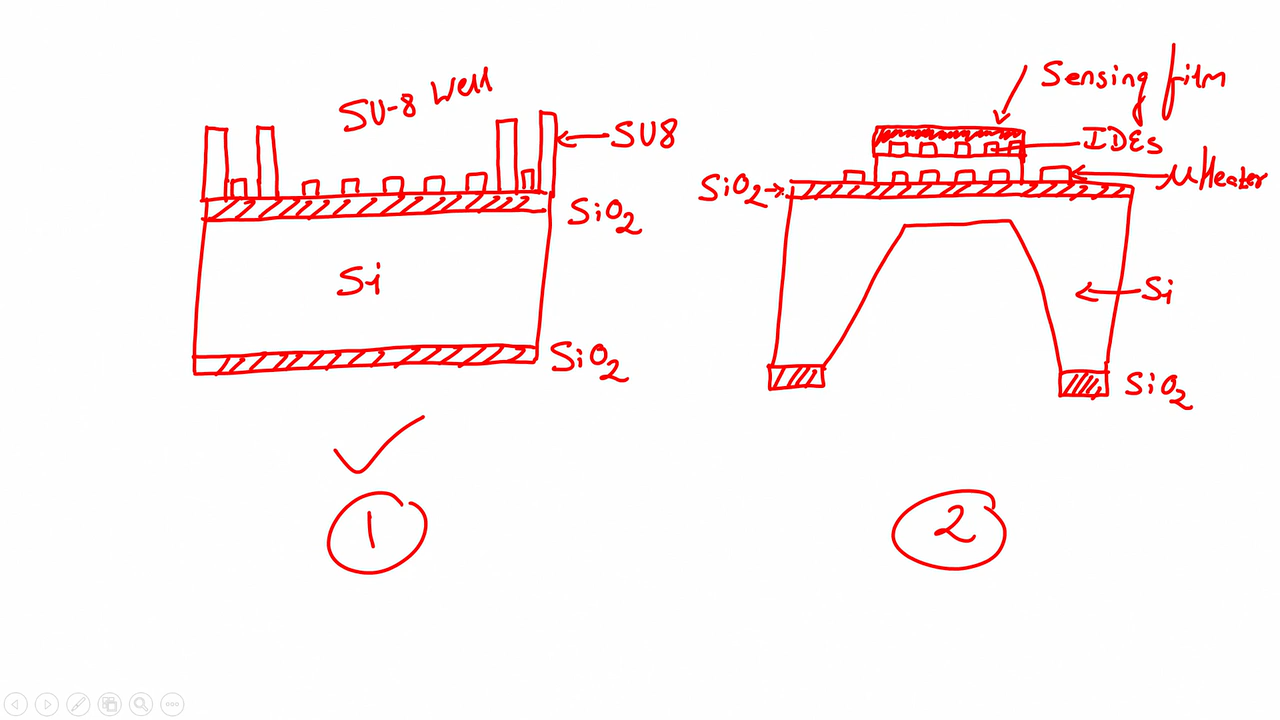 SU-8 Well
SU8
SiO2
Si
SiO2
1
Sensing film
IDEs
μHeater
SiO2
Si
SiO2
2